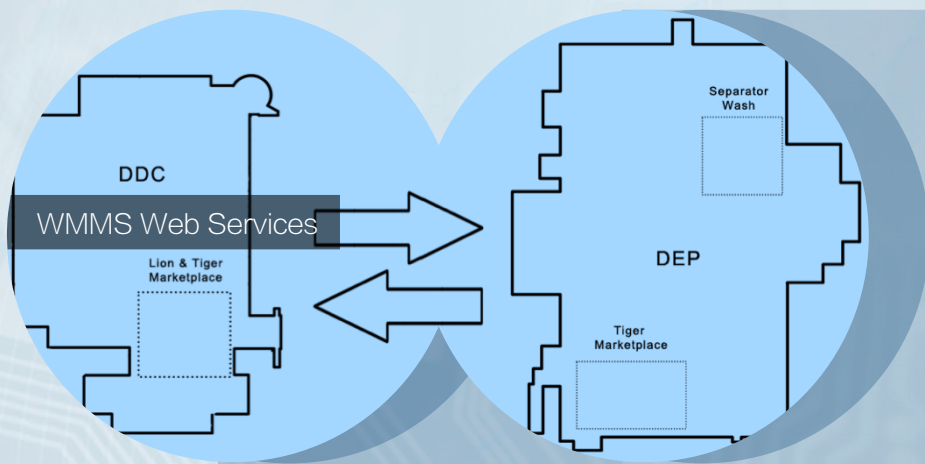 DDC
WMMS Web Services
Lion & Tiger
Marketplace
Separator
Wash
DEP
Tiger
Marketplace